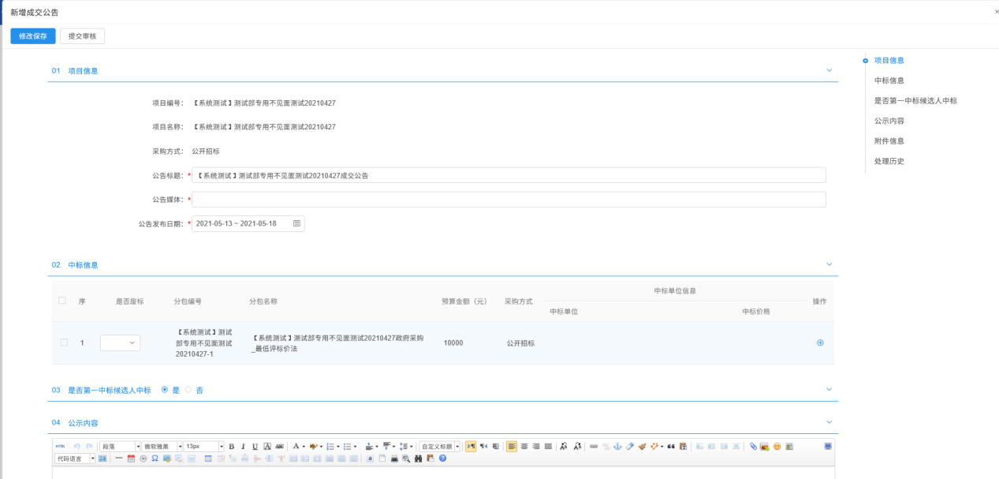 新增成交公告
修改保存 提交审核
01 项目信息
项目信息
中标信息
是否第一中标候选人中标
公示内容
附件信息
处理历史
项目编号： 【系统测试】测试部专用不见面测试20210427
项目名称： 【系统测试】测试部专用不见面测试20210427
采购方式： 公开招标
公告标题：* 【系统测试】测试部专用不见面测试20210427成交公告
公告媒体：*
公告发布日期：* 2021-05-13 ~ 2021-05-18
02 中标信息
序 是否废标 分包编号 分包名称 预算金额（元） 采购方式 中标单位信息 操作
中标单位 中标价格
1 【系统测试】测试部专用不见面测试20210427-1 【系统测试】测试部专用不见面测试20210427政府采购_最低评标价法 10000 公开招标
03 是否第一中标候选人中标 是 否
04 公示内容
HTML 段落 微软雅黑 13px B I U A ABC A 自定义标题
代码语言